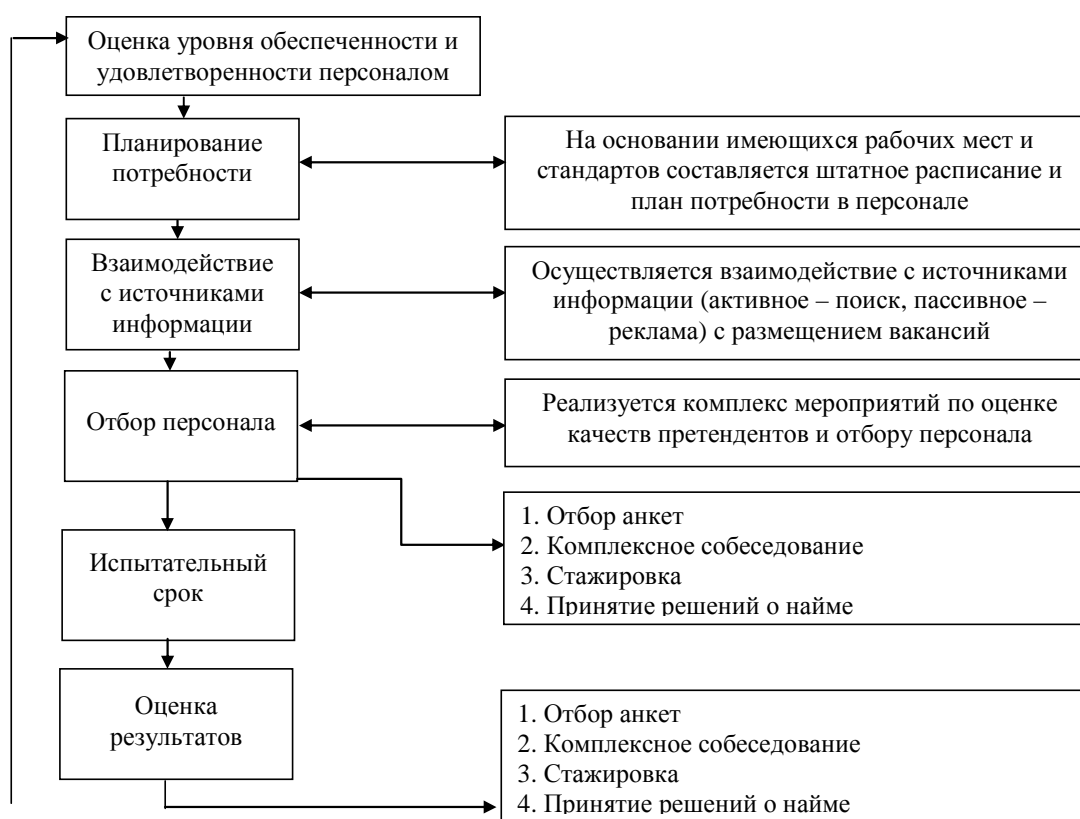 Оценка уровня обеспеченности и
удовлетворенности персоналом
Планирование
потребности
На основании имеющихся рабочих мест и
стандартов составляется штатное расписание и
план потребности в персонале
Взаимодействие
с источниками
информации
Осуществляется взаимодействие с источниками
информации (активное – поиск, пассивное –
реклама) с размещением вакансий
Отбор персонала
Реализуется комплекс мероприятий по оценке
качеств претендентов и отбору персонала
1. Отбор анкет
2. Комплексное собеседование
3. Стажировка
4. Принятие решений о найме
Испытательный
срок
Оценка
результатов
1. Отбор анкет
2. Комплексное собеседование
3. Стажировка
4. Принятие решений о найме